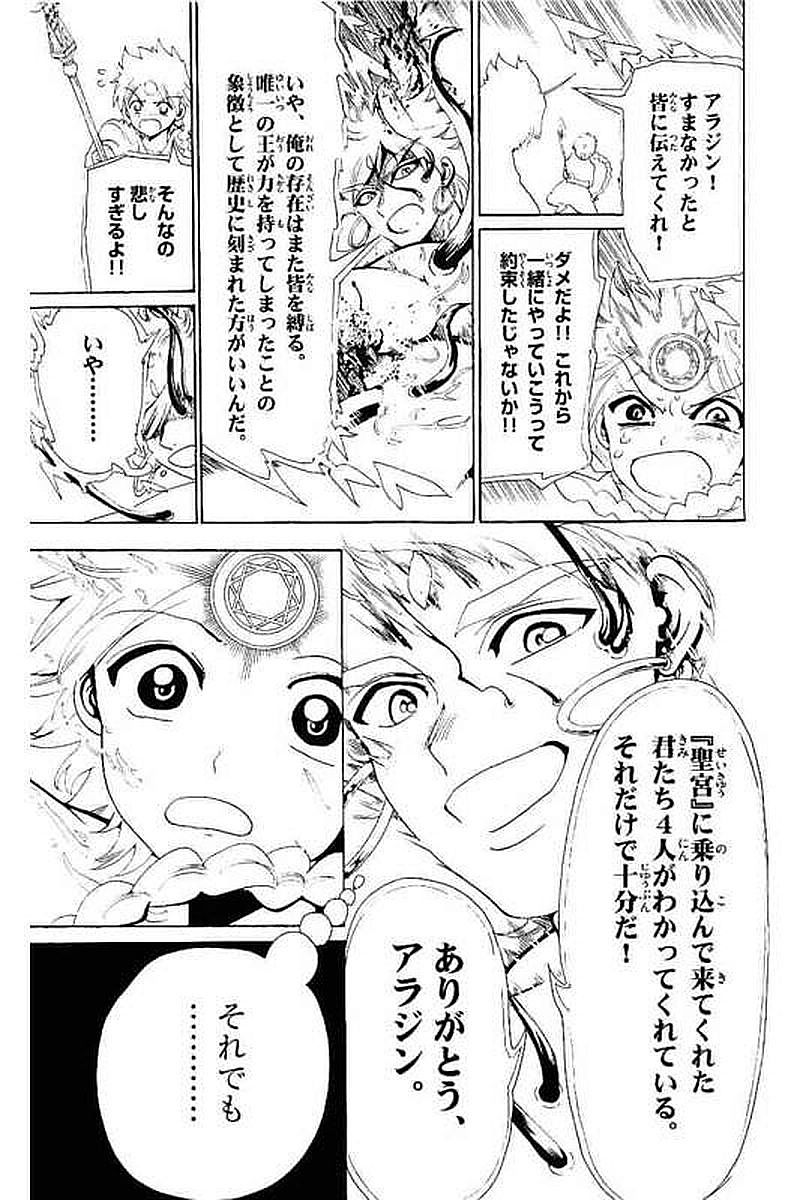 アラジン！
すまなかったと
皆に伝えてくれ！
ダメだよ!! これから
一緒にやっていこうって
約束したじゃないか!!
いや、俺の存在はまた皆を縛る。
唯一の王が力を持ってしまったことの
象徴として歴史に刻まれた方がいいんだ。
そんなの
悲し
すぎるよ!!
いや………
『聖宮』に乗り込んで来てくれた
君たち4人がわかってくれている。
それだけで十分だ！
ありがとう、
アラジン。
それでも
…………